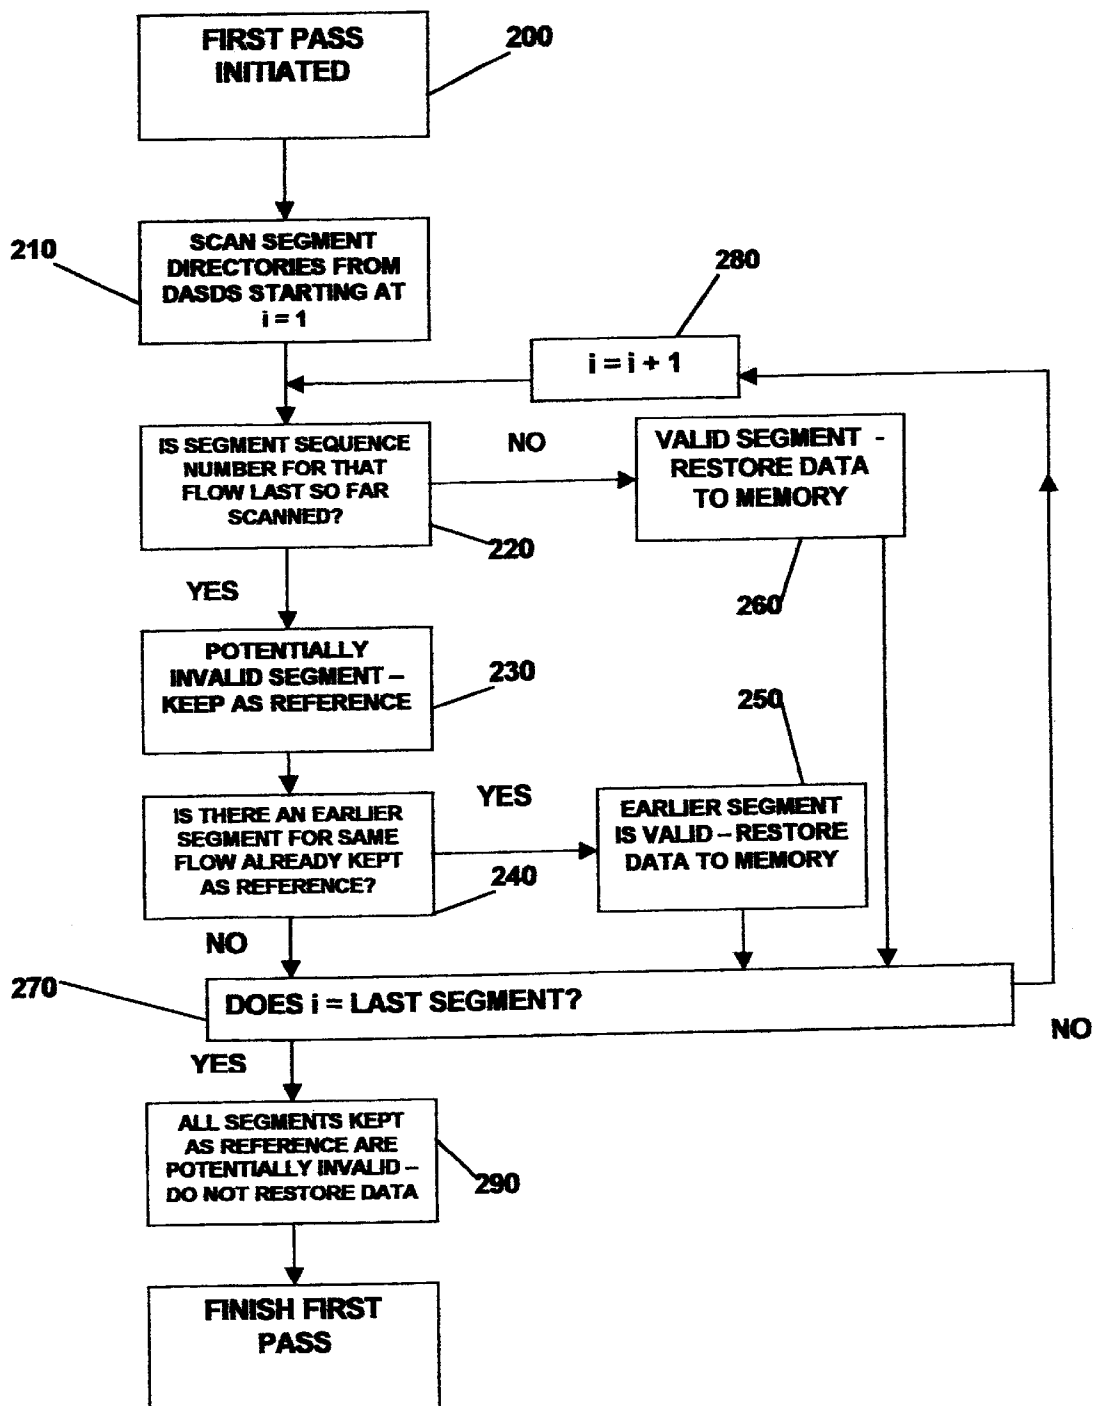 FIRST PASS
INITIATED
200
SCAN SEGMENT
DIRECTORIES FROM
DASDS STARTING AT
i = 1
210
280
i = i + 1
IS SEGMENT SEQUENCE
NUMBER FOR THAT
FLOW LAST SO FAR
SCANNED?
220
NO
VALID SEGMENT -
RESTORE DATA
TO MEMORY
260
YES
POTENTIALLY
INVALID SEGMENT –
KEEP AS REFERENCE
230
250
IS THERE AN EARLIER
SEGMENT FOR SAME
FLOW ALREADY KEPT
AS REFERENCE?
240
YES
EARLIER SEGMENT
IS VALID – RESTORE
DATA TO MEMORY
NO
270
DOES i = LAST SEGMENT?
NO
YES
ALL SEGMENTS KEPT
AS REFERENCE ARE
POTENTIALLY INVALID –
DO NOT RESTORE DATA
290
FINISH FIRST
PASS